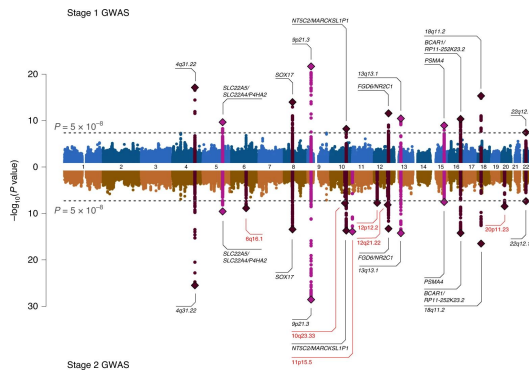 Stage 1 GWAS
NT5C2/MARCKSL1P1
18q11.2
9p21.3
BCAR1/
RP11-252K23.2
4q31.22
13q13.1
PSMA4
SOX17
FGD6/NR2C1
SLC22A5/
SLC22A4/P4HA2
22q12.
P = 5 × 10⁻⁸
20
10
0
10
20
30
–log₁₀(P value)
2 3 4 5 6 7 8 9 10 11 12 13 14 15 16 18 19 20 21 22
P = 5 × 10⁻⁸
6q16.1
12p12.2
12q21.22
20p11.23
22q12.1
SLC22A5/
SLC22A4/P4HA2
FGD6/NR2C1
13q13.1
SOX17
PSMA4
BCAR1/
RP11-252K23.2
18q11.2
4q31.22
9p21.3
10q23.33
NT5C2/MARCKSL1P1
11p15.5
Stage 2 GWAS